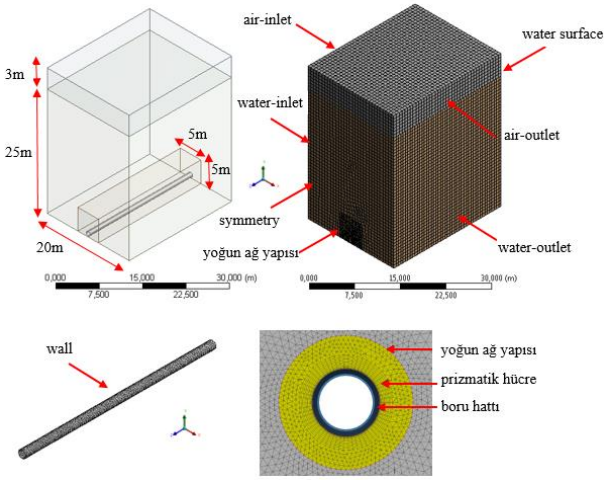 air-inlet
water surface
3m
water-inlet
5m
air-outlet
25m
5m
symmetry
20m
yoğun ağ yapısı
water-outlet
0,000 15,000 30,000 (m)
7,500 22,500
0,000 15,000 30,000 (m)
7,500 22,500
wall
yoğun ağ yapısı
prizmatik hücre
boru hattı